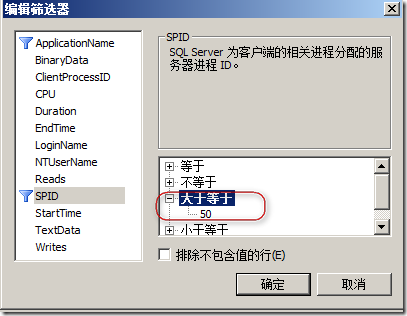 编辑筛选器
ApplicationName
BinaryData
ClientProcessID
CPU
Duration
EndTime
LoginName
NTUserName
Reads
SPID
StartTime
TextData
Writes
SPID
SQL Server 为客户端的相关进程分配的服
务器进程 ID。
等于
不等于
大于等于
50
小于等于
排除不包含值的行(E)
确定
取消